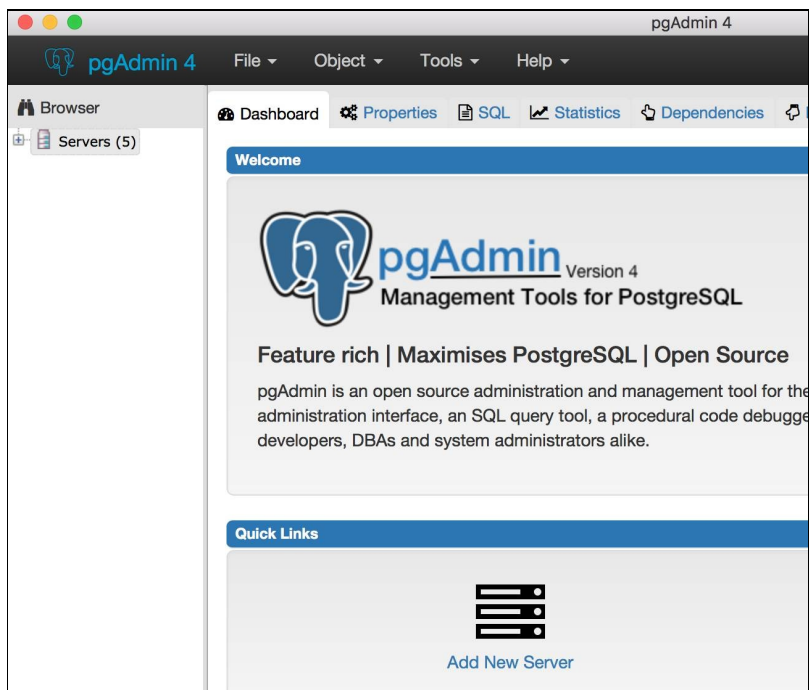 pgAdmin 4
pgAdmin 4 File Object Tools Help
Browser
Dashboard Properties SQL Statistics Dependencies
Servers (5)
Welcome
pgAdmin Version 4
Management Tools for PostgreSQL
Feature rich | Maximises PostgreSQL | Open Source
pgAdmin is an open source administration and management tool for the
administration interface, an SQL query tool, a procedural code debugge
developers, DBAs and system administrators alike.
Quick Links
Add New Server